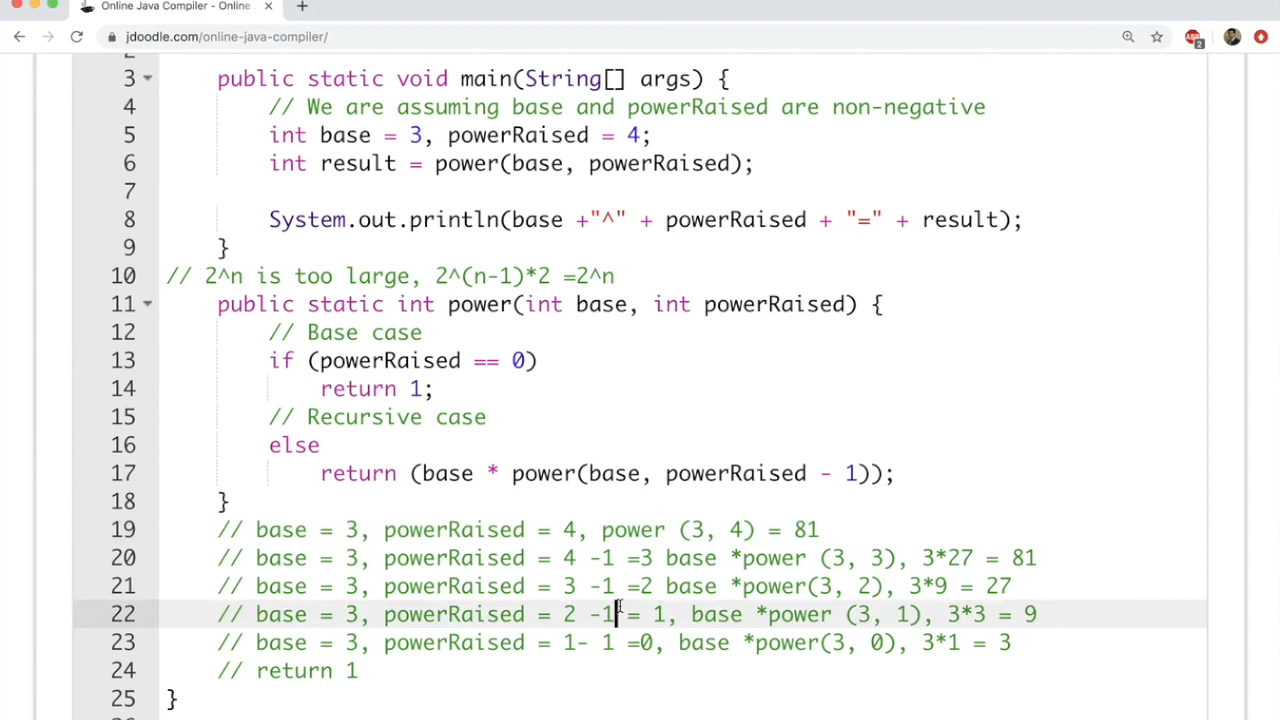 Online Java Compiler - Online
jdoodle.com/online-java-compiler/
2
3 public static void main(String[] args) {
4 // We are assuming base and powerRaised are non-negative
5 int base = 3, powerRaised = 4;
6 int result = power(base, powerRaised);
7
8 System.out.println(base +"^" + powerRaised + "=" + result);
9 }
10 // 2^n is too large, 2^(n-1)*2 =2^n
11 public static int power(int base, int powerRaised) {
12 // Base case
13 if (powerRaised == 0)
14 return 1;
15 // Recursive case
16 else
17 return (base * power(base, powerRaised - 1));
18 }
19 // base = 3, powerRaised = 4, power (3, 4) = 81
20 // base = 3, powerRaised = 4 -1 =3 base *power (3, 3), 3*27 = 81
21 // base = 3, powerRaised = 3 -1 =2 base *power(3, 2), 3*9 = 27
22 // base = 3, powerRaised = 2 -1 = 1, base *power (3, 1), 3*3 = 9
23 // base = 3, powerRaised = 1- 1 =0, base *power(3, 0), 3*1 = 3
24 // return 1
25 }